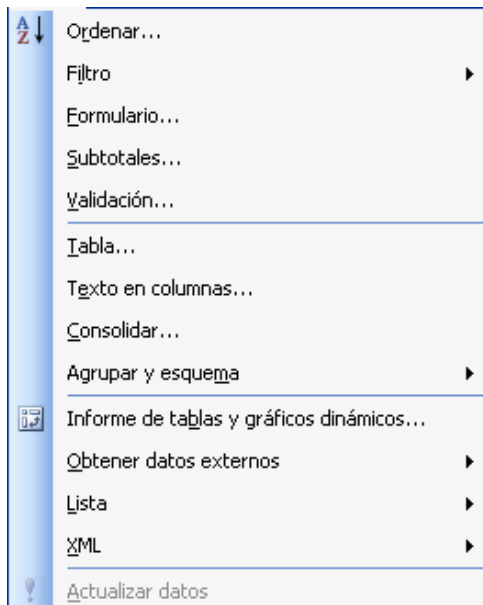 Ordenar...
Filtro
Formulario...
Subtotales...
Validación...
Tabla...
Texto en columnas...
Consolidar...
Agrupar y esquema
Informe de tablas y gráficos dinámicos...
Obtener datos externos
Lista
XML
Actualizar datos